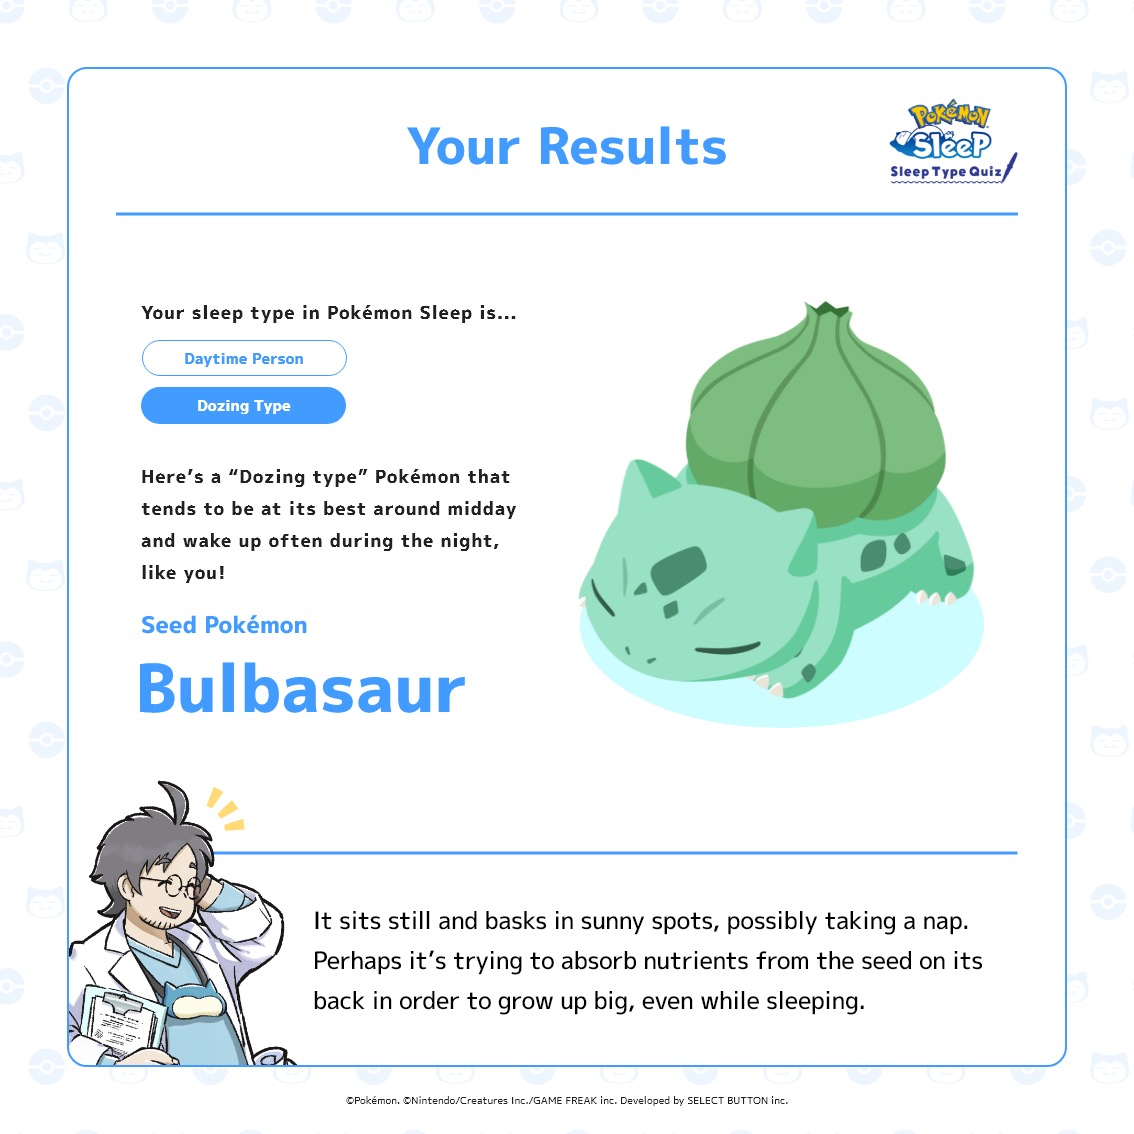 Your Results
POKéMON
Sleep
Sleep Type Quiz
Your sleep type in Pokémon Sleep is...
Daytime Person
Dozing Type
Here’s a “Dozing type” Pokémon that
tends to be at its best around midday
and wake up often during the night,
like you!
Seed Pokémon
Bulbasaur
It sits still and basks in sunny spots, possibly taking a nap.
Perhaps it’s trying to absorb nutrients from the seed on its
back in order to grow up big, even while sleeping.
©Pokémon. ©Nintendo/Creatures Inc./GAME FREAK inc. Developed by SELECT BUTTON inc.